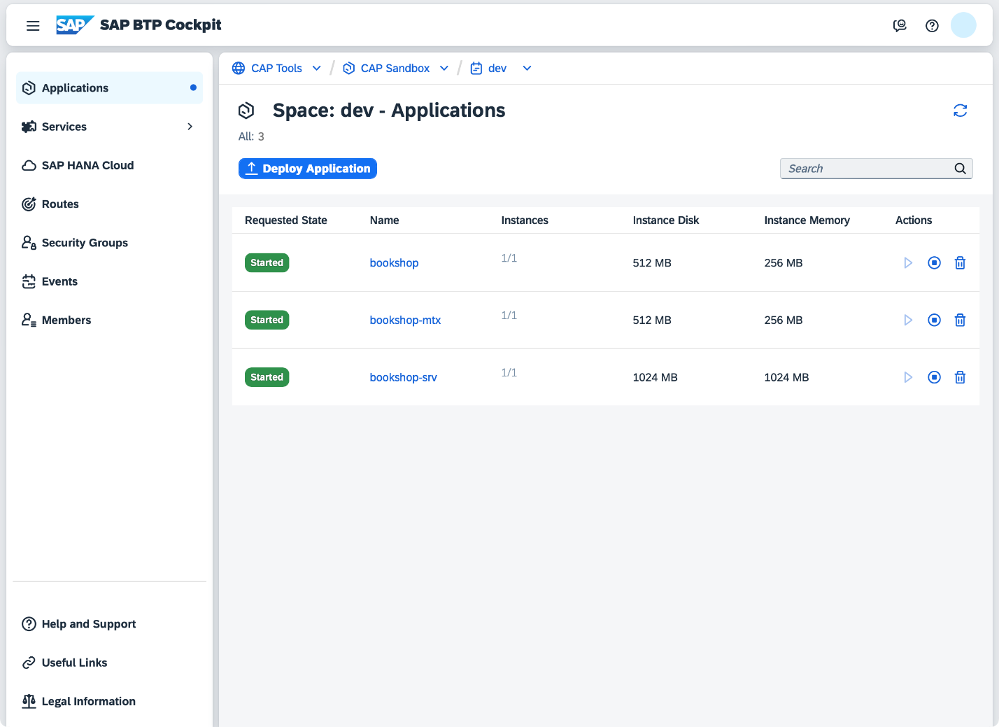 SAP SAP BTP Cockpit
Applications
Services
SAP HANA Cloud
Routes
Security Groups
Events
Members
Help and Support
Useful Links
Legal Information
CAP Tools / CAP Sandbox / dev
Space: dev - Applications
All: 3
Deploy Application
Search
Requested State Name Instances Instance Disk Instance Memory Actions
Started bookshop 1/1 512 MB 256 MB
Started bookshop-mtx 1/1 512 MB 256 MB
Started bookshop-srv 1/1 1024 MB 1024 MB